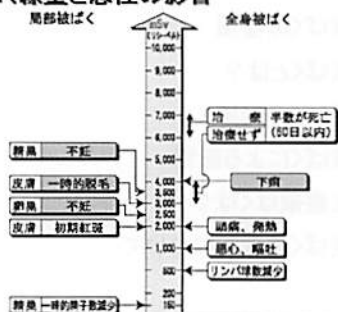 線量と急性の影響
局部被ばく
全身被ばく
mSv
ミリシーベルト
10,000
9,000
8,000
7,000
6,000
5,000
4,000
3,500
3,000
2,500
2,000
1,000
500
200
150
精巣 不妊
皮膚 一時的脱毛
卵巣 不妊
皮膚 初期紅斑
精巣 一時的精子数減少
治療 半数が死亡
治療せず (60日以内)
下痢
頭痛、発熱
悪心、嘔吐
リンパ球数減少